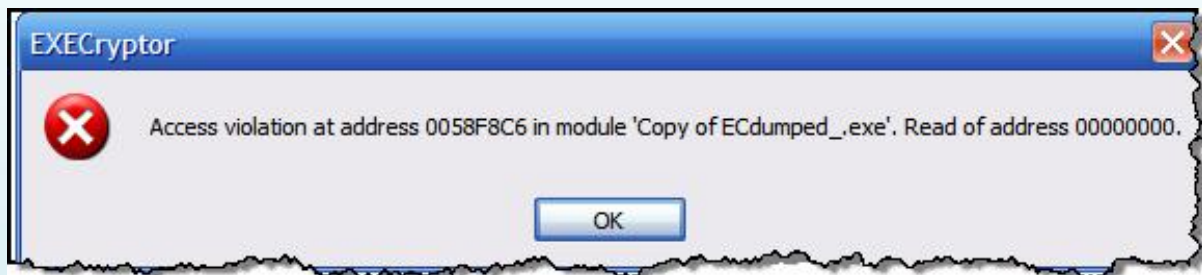 EXECryptor
Access violation at address 0058F8C6 in module 'Copy of ECdumped_.exe'. Read of address 00000000.
OK